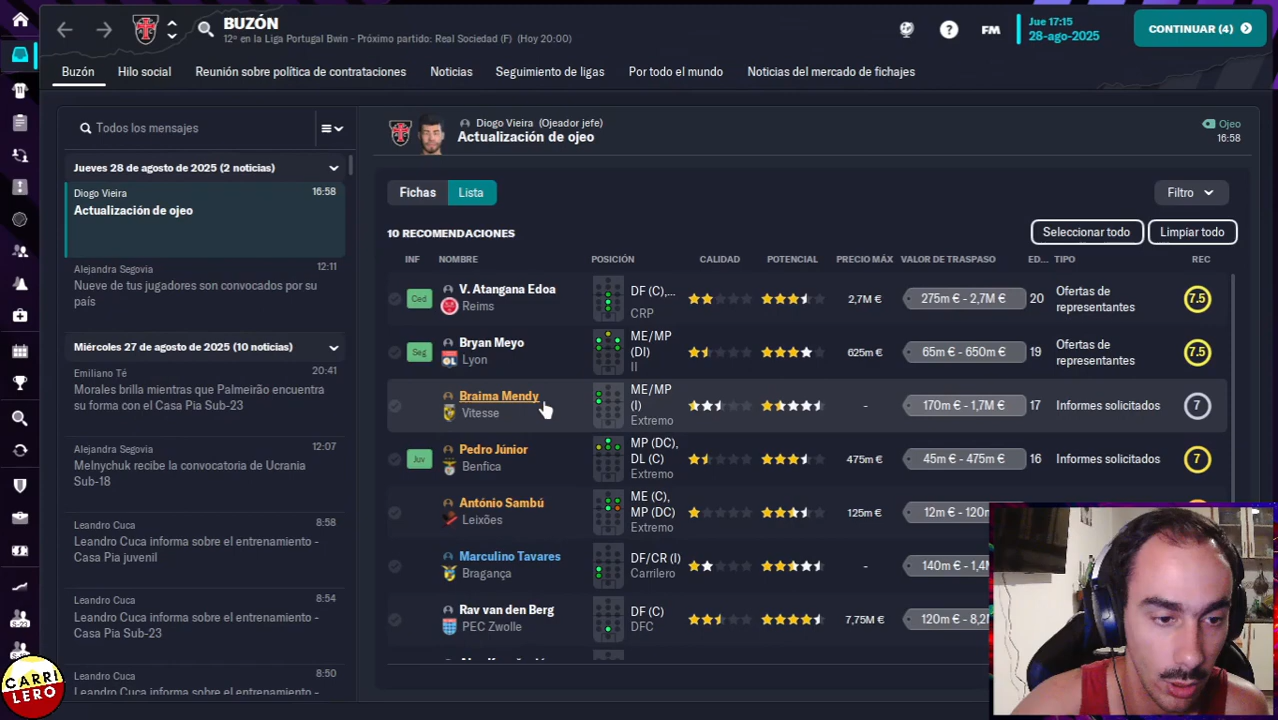 BUZÓN
12º en la Liga Portugal Bwin - Próximo partido: Real Sociedad (F) (Hoy 20:00)
FM
Jue 17:15
28-ago-2025
CONTINUAR (4)
Buzón
Hilo social
Reunión sobre política de contrataciones
Noticias
Seguimiento de ligas
Por todo el mundo
Noticias del mercado de fichajes
Todos los mensajes
Jueves 28 de agosto de 2025 (2 noticias)
Diogo Vieira
16:58
Actualización de ojeo
Alejandra Segovia
12:11
Nueve de tus jugadores son convocados por su
país
Miércoles 27 de agosto de 2025 (10 noticias)
Emiliano Té
20:41
Morales brilla mientras que Palmeirão encuentra
su forma con el Casa Pia Sub-23
Alejandra Segovia
12:07
Melnychuk recibe la convocatoria de Ucrania
Sub-18
Leandro Cuca
8:58
Leandro Cuca informa sobre el entrenamiento -
Casa Pia juvenil
Leandro Cuca
8:54
Leandro Cuca informa sobre el entrenamiento -
Casa Pia Sub-23
Leandro Cuca
8:50
Leandro Cuca informa sobre el entrenamiento -
Diogo Vieira (Ojeador jefe)
Actualización de ojeo
Ojeo
16:58
Fichas
Lista
Filtro
10 RECOMENDACIONES
Seleccionar todo
Limpiar todo
INF NOMBRE POSICIÓN CALIDAD POTENCIAL PRECIO MÁX VALOR DE TRASPASO ED... TIPO REC
Ced V. Atangana Edoa Reims DF (C),... CRP 2,7M € 275m € - 2,7M € 20 Ofertas de representantes 7.5
Seg Bryan Meyo Lyon ME/MP (DI) II 625m € 65m € - 650m € 19 Ofertas de representantes 7.5
Braima Mendy Vitesse ME/MP (I) Extremo - 170m € - 1,7M € 17 Informes solicitados 7
Juv Pedro Júnior Benfica MP (DC), DL (C) Extremo 475m € 45m € - 475m € 16 Informes solicitados 7
António Sambú Leixões ME (C), MP (DC) Extremo 125m € 12m € - 120m
Marculino Tavares Bragança DF/CR (I) Carrilero - 140m € - 1,4M
Rav van den Berg PEC Zwolle DF (C) DFC 7,75M € 120m € - 8,2M
CARRI
LERO